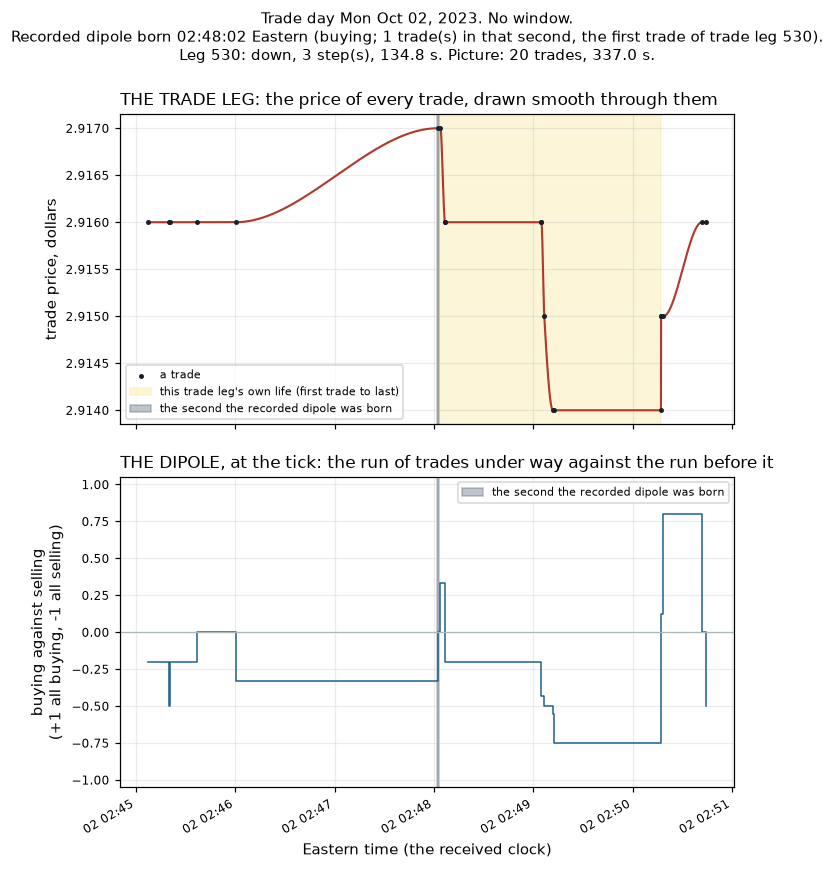 Trade day Mon Oct 02, 2023. No window.
Recorded dipole born 02:48:02 Eastern (buying; 1 trade(s) in that second, the first trade of trade leg 530).
Leg 530: down, 3 step(s), 134.8 s. Picture: 20 trades, 337.0 s.
THE TRADE LEG: the price of every trade, drawn smooth through them
trade price, dollars
2.9170
2.9165
2.9160
2.9155
2.9150
2.9145
2.9140
a trade
this trade leg's own life (first trade to last)
the second the recorded dipole was born
THE DIPOLE, at the tick: the run of trades under way against the run before it
buying against selling
(+1 all buying, -1 all selling)
1.00
0.75
0.50
0.25
0.00
−0.25
−0.50
−0.75
−1.00
the second the recorded dipole was born
02 02:45
02 02:46
02 02:47
02 02:48
02 02:49
02 02:50
02 02:51
Eastern time (the received clock)